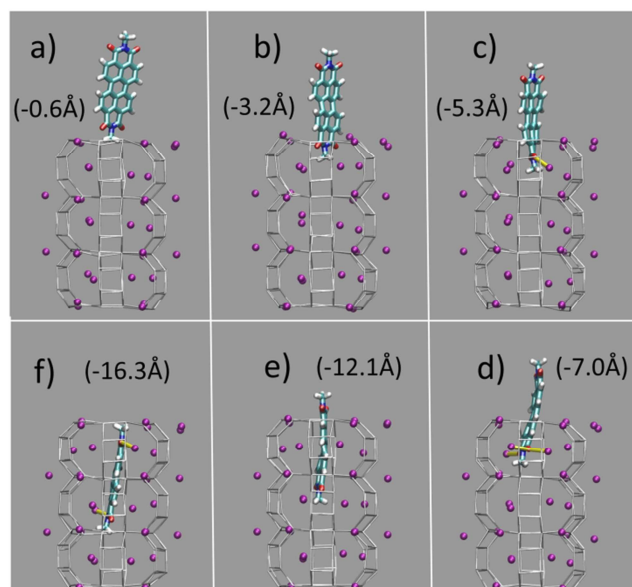 a)
(-0.6Å)
b)
(-3.2Å)
c)
(-5.3Å)
f)
(-16.3Å)
e)
(-12.1Å)
d)
(-7.0Å)